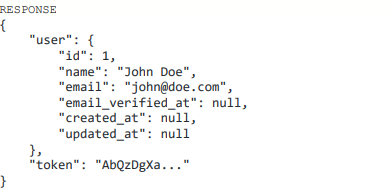 RESPONSE
{
    "user": {
        "id": 1,
        "name": "John Doe",
        "email": "john@doe.com",
        "email_verified_at": null,
        "created_at": null,
        "updated_at": null
    },
    "token": "AbQzDgXa..."
}